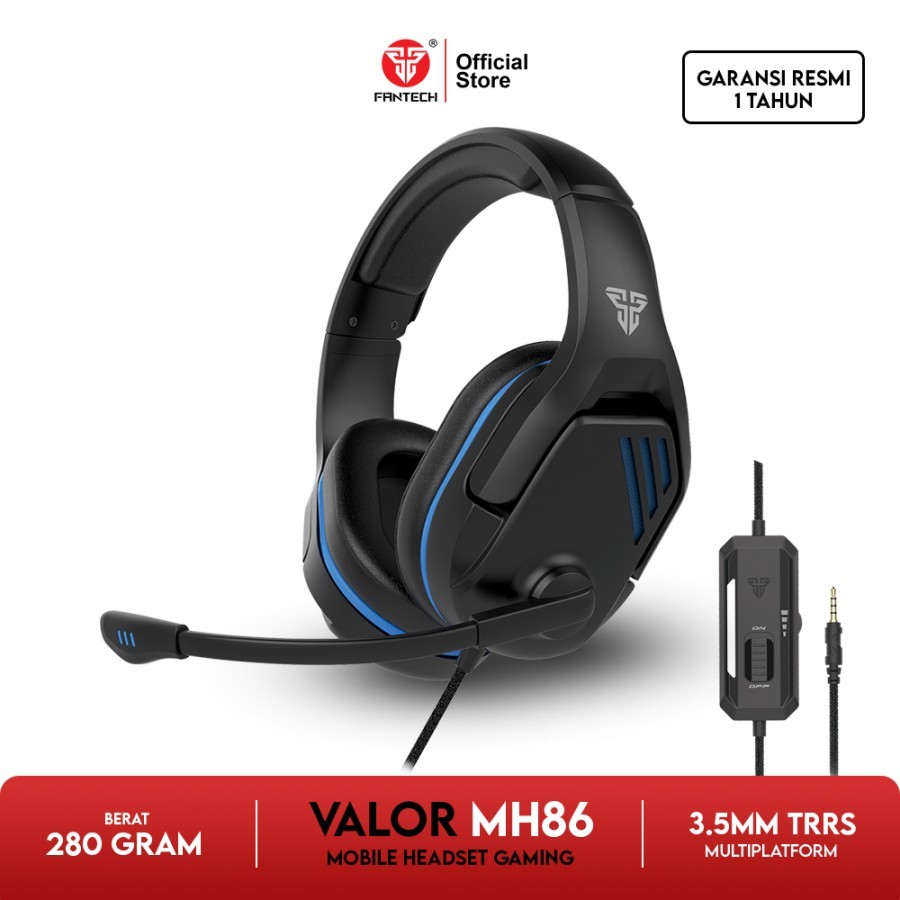 FANTECH
®
Official
Store
GARANSI RESMI
1 TAHUN
ON
OFF
BERAT
280 GRAM
VALOR MH86
MOBILE HEADSET GAMING
3.5MM TRRS
MULTIPLATFORM